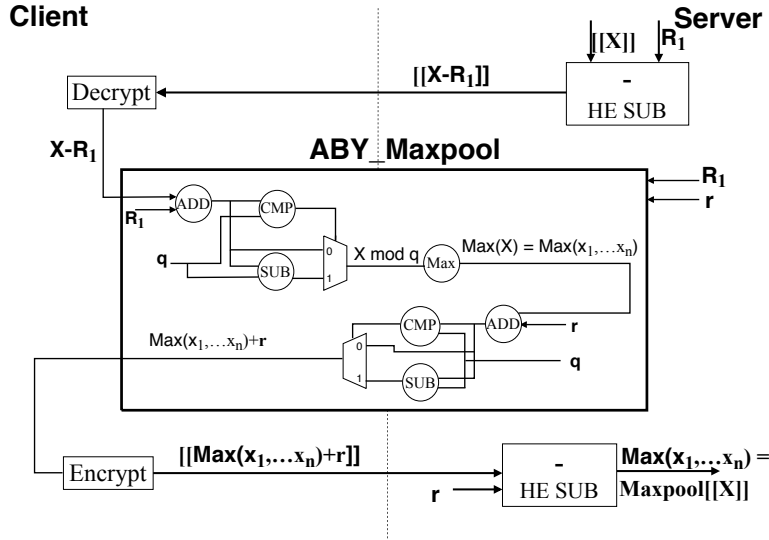 Client
Server
[[X]]
R1
[[X-R1]]
-
HE SUB
Decrypt
X-R1
ABY_Maxpool
R1
r
ADD
R1
CMP
q
SUB
0
1
X mod q
Max
Max(X) = Max(x1,…xn)
CMP
ADD
r
q
SUB
0
1
Max(x1,…xn)+r
Encrypt
[[Max(x1,…xn)+r]]
r
-
HE SUB
Max(x1,…xn) =
Maxpool[[X]]